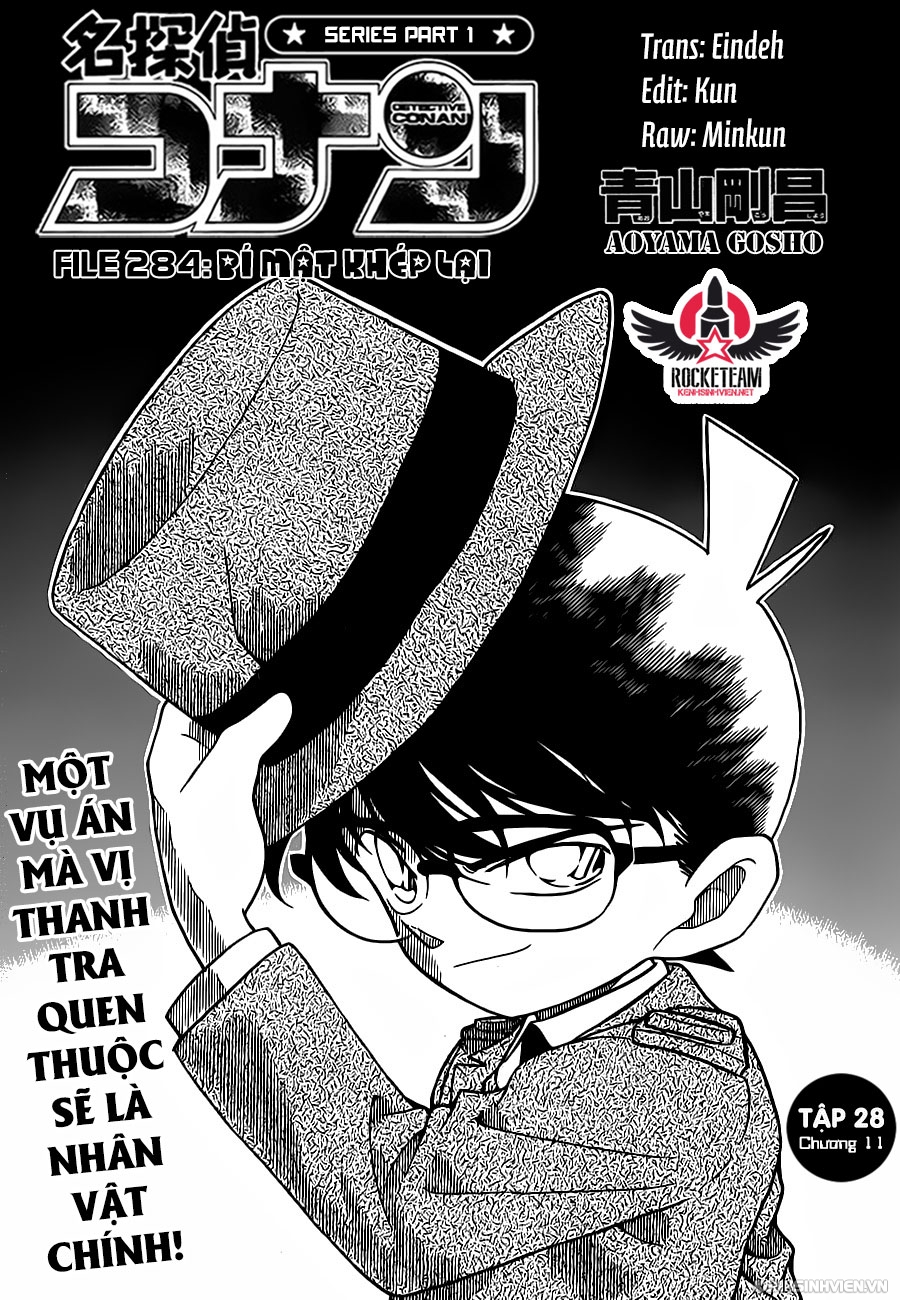 名探偵
★ SERIES PART 1 ★
コナン
DETECTIVE
CONAN
FILE 284: BÍ MẬT KHÉP LẠI
Trans: Eindeh
Edit: Kun
Raw: Minkun
青山剛昌
AOYAMA GOSHO
ROCKETEAM
KENHSINHVIEN.NET
MỘT
VỤ ÁN
MÀ VỊ
THANH
TRA
QUEN
THUỘC
SẼ LÀ
NHÂN
VẬT
CHÍNH!
TẬP 28
Chương 11